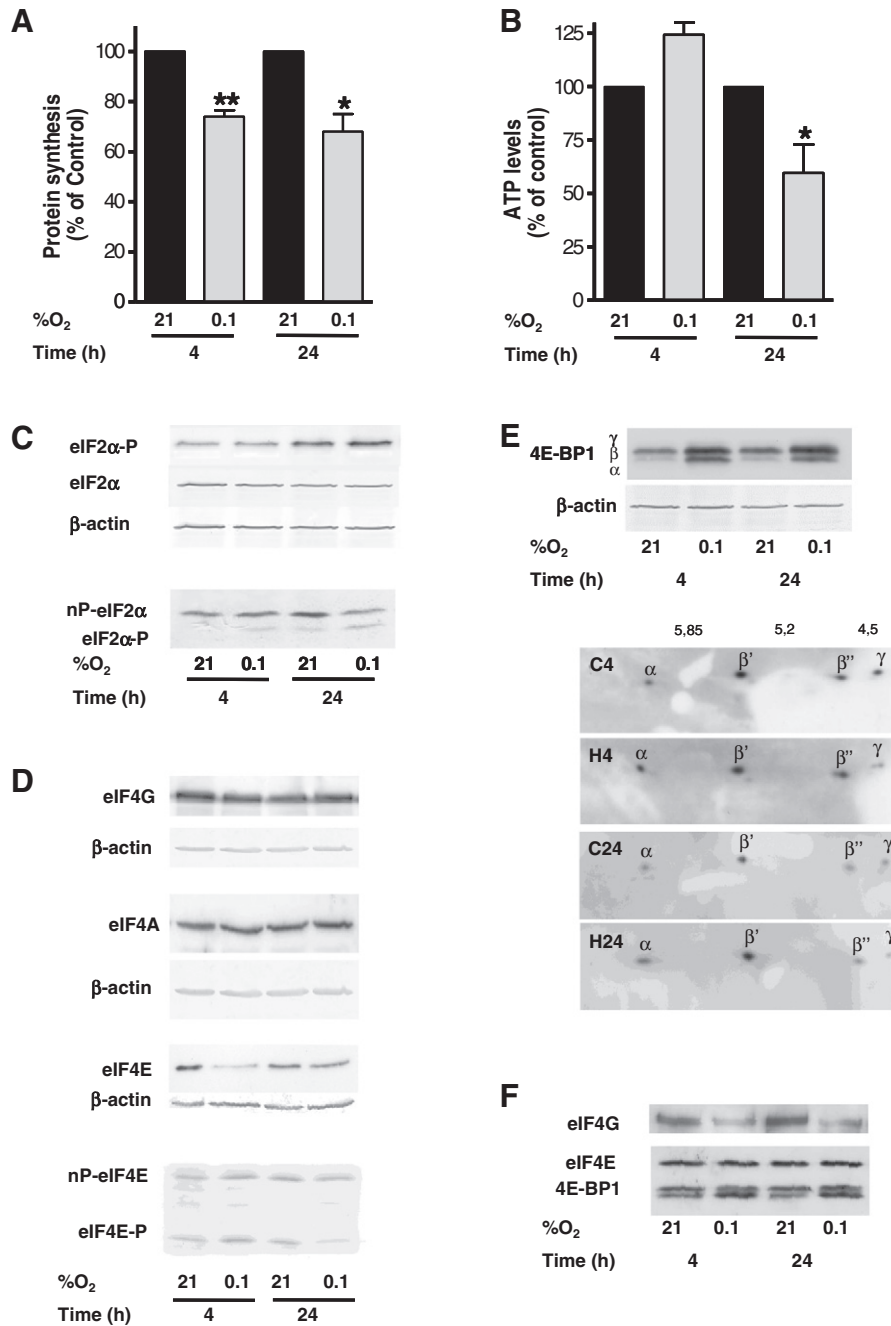 A
Protein synthesis
(% of Control)
100
80
60
40
20
0
**
*
%O₂ 21 0.1 21 0.1
Time (h) 4 24
B
ATP levels
(% of control)
125
100
75
50
25
0
*
%O₂ 21 0.1 21 0.1
Time (h) 4 24
C
eIF2α-P
eIF2α
β-actin
nP-eIF2α
eIF2α-P
%O₂ 21 0.1 21 0.1
Time (h) 4 24
D
eIF4G
β-actin
eIF4A
β-actin
eIF4E
β-actin
nP-eIF4E
eIF4E-P
%O₂ 21 0.1 21 0.1
Time (h) 4 24
E
4E-BP1 γ β α
β-actin
%O₂ 21 0.1 21 0.1
Time (h) 4 24
5,85 5,2 4,5
C4 α β' β'' γ
H4 α β' β'' γ
C24 α β' β'' γ
H24 α β' β'' γ
F
eIF4G
eIF4E
4E-BP1
%O₂ 21 0.1 21 0.1
Time (h) 4 24